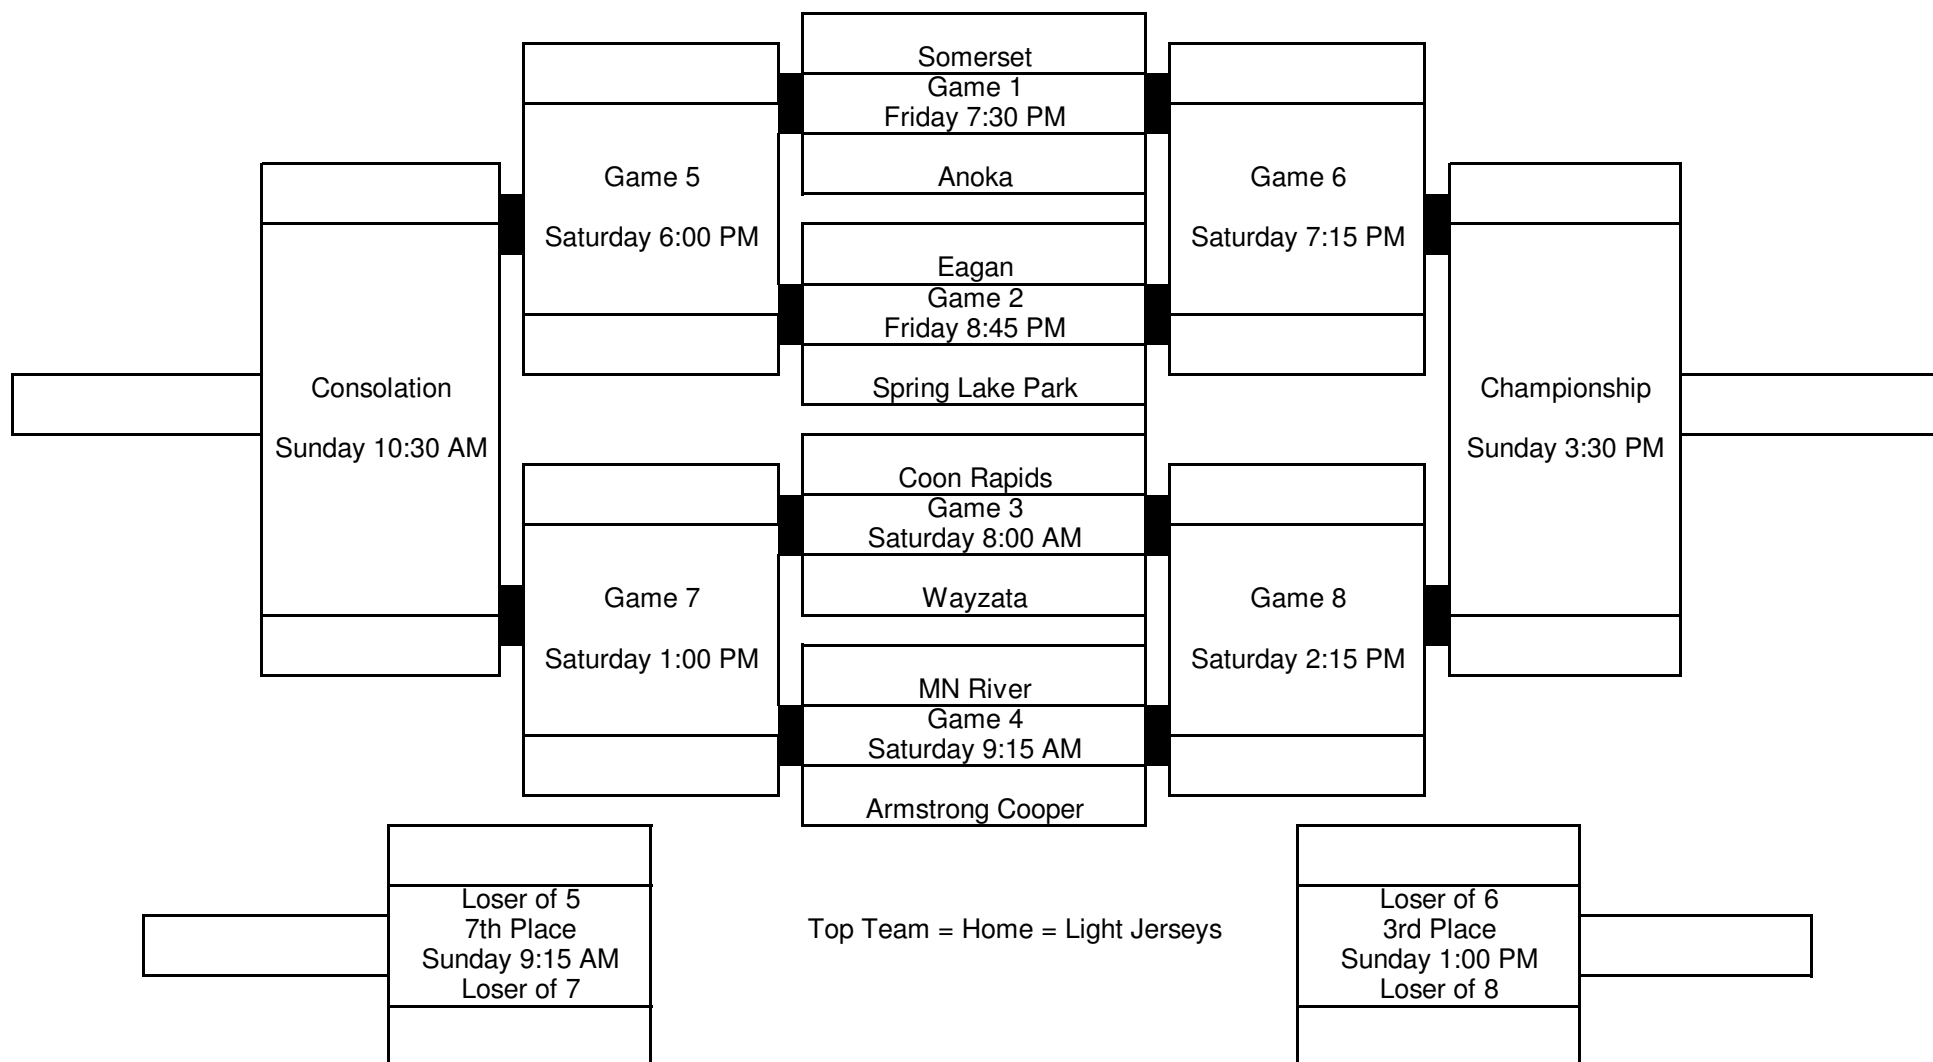 Somerset
Game 1
Friday 7:30 PM
Anoka
Game 5
Saturday 6:00 PM
Game 6
Saturday 7:15 PM
Eagan
Game 2
Friday 8:45 PM
Spring Lake Park
Consolation
Sunday 10:30 AM
Championship
Sunday 3:30 PM
Coon Rapids
Game 3
Saturday 8:00 AM
Wayzata
Game 7
Saturday 1:00 PM
Game 8
Saturday 2:15 PM
MN River
Game 4
Saturday 9:15 AM
Armstrong Cooper
Loser of 5
7th Place
Sunday 9:15 AM
Loser of 7
Top Team = Home = Light Jerseys
Loser of 6
3rd Place
Sunday 1:00 PM
Loser of 8